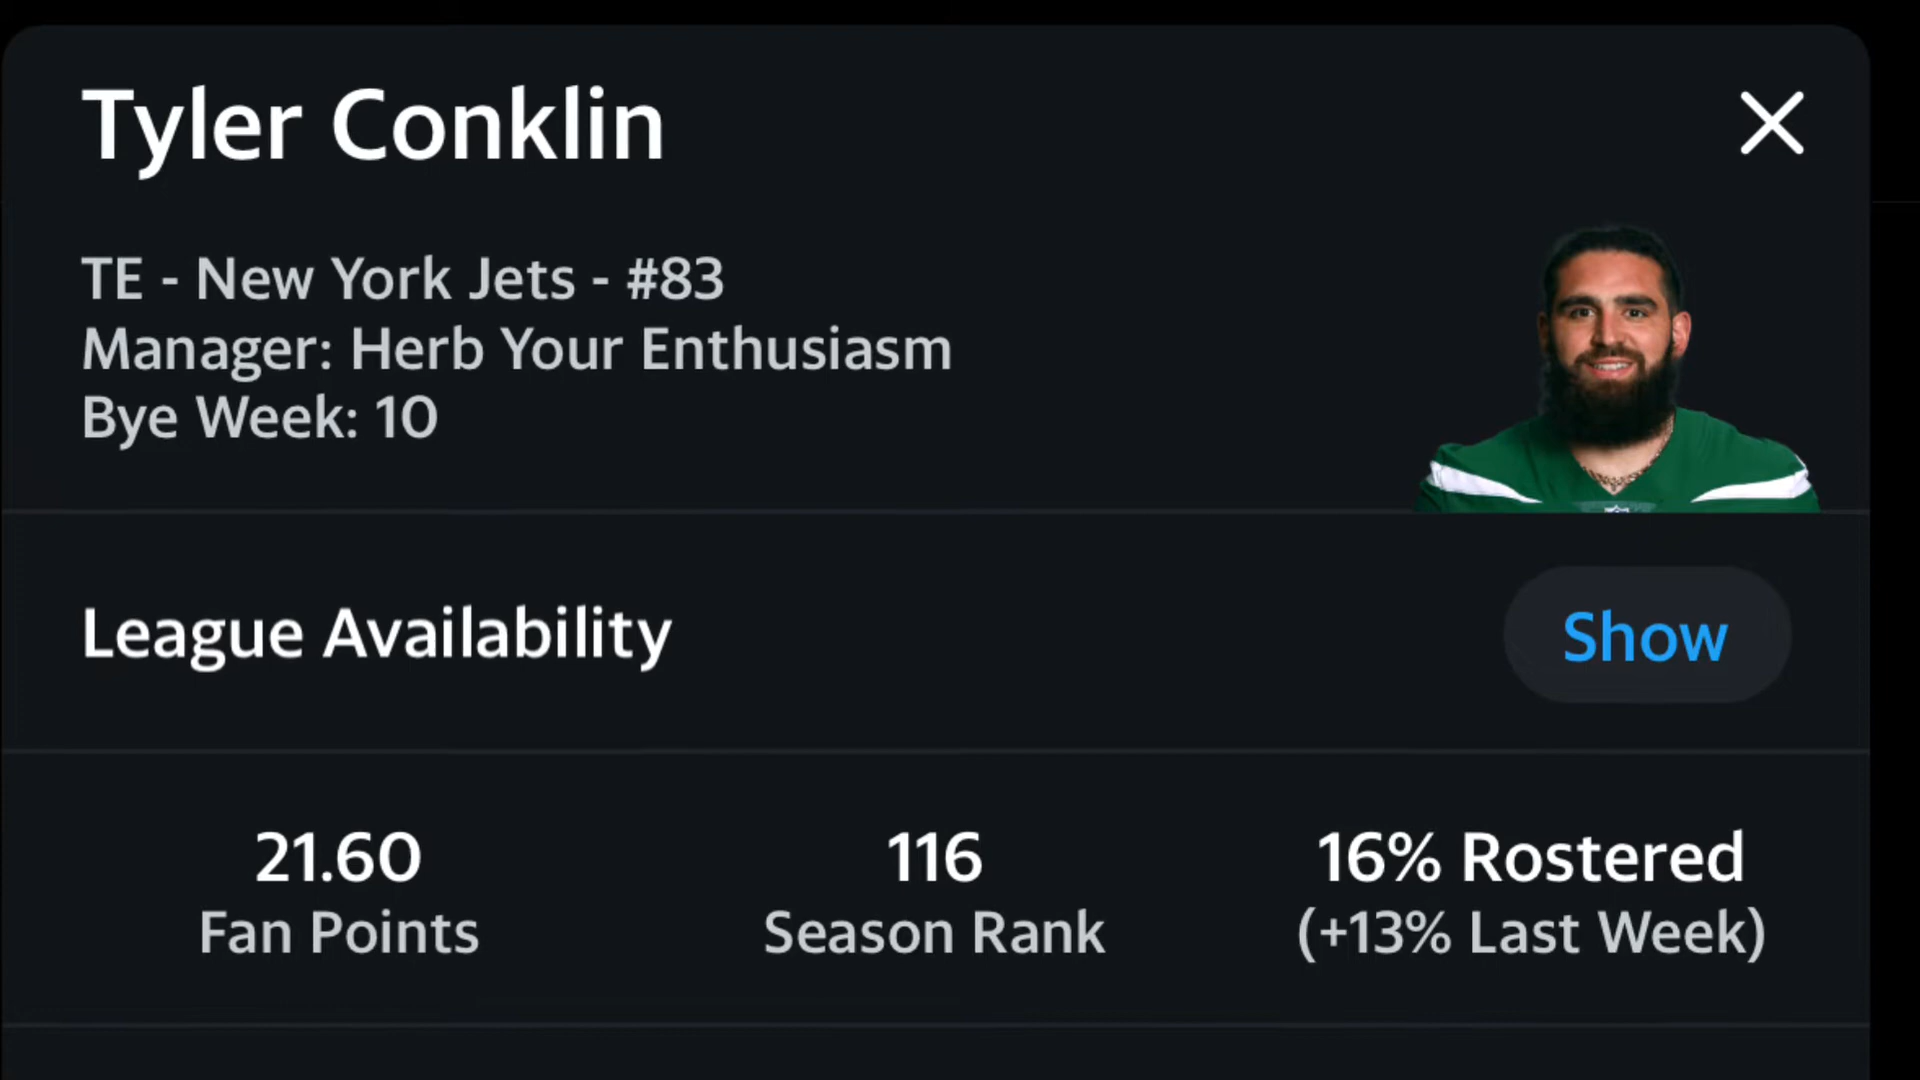 Tyler Conklin
TE - New York Jets - #83
Manager: Herb Your Enthusiasm
Bye Week: 10
League Availability
Show
21.60
Fan Points
116
Season Rank
16% Rostered
(+13% Last Week)